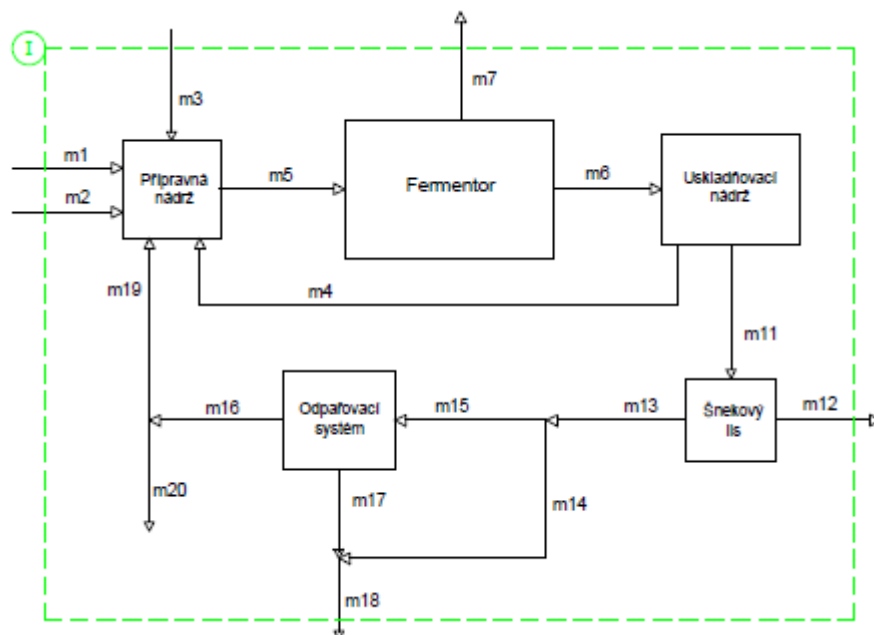 I
m7
m3
m1
m5
m6
m2
Přípravná
nádrž
Fermentor
Uskladňovací
nádrž
m19
m4
m11
m16
Odpařovací
systém
m15
m13
Šnekový
lis
m12
m20
m17
m14
m18